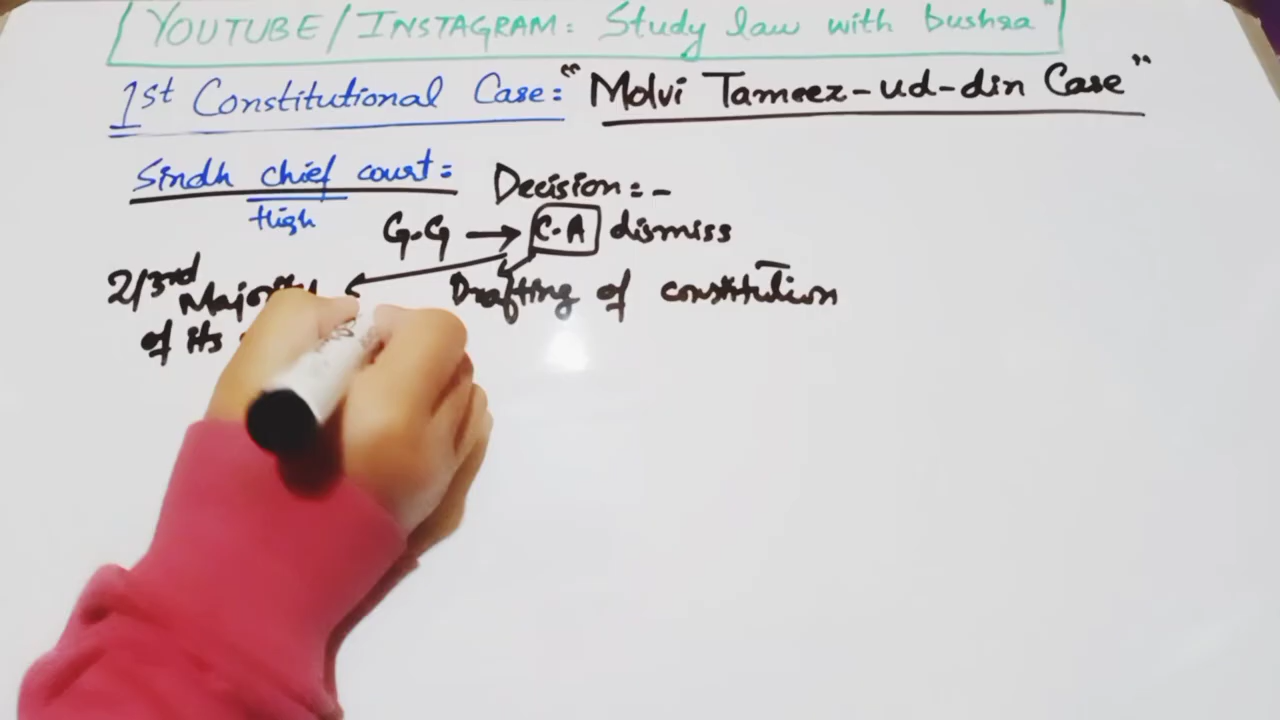 YOUTUBE/INSTAGRAM: Study law with bushra"
1st Constitutional Case:- "Molvi Tameez-ud-din Case"
Sindh chief court:- Decision:-
High
G.G → C.A dismiss
2/3rd Majority Drafting of constitution
of its